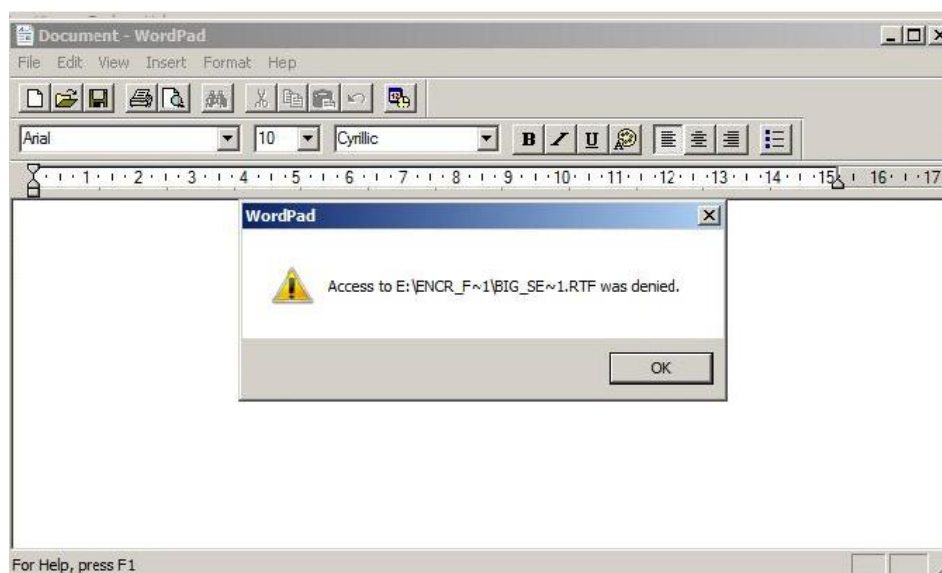 Document - WordPad
File Edit View Insert Format Help
Arial 10 Cyrillic B / U
1 2 3 4 5 6 7 8 9 10 11 12 13 14 15 16 17
WordPad
Access to E:\ENCR_F~1\BIG_SE~1.RTF was denied.
OK
For Help, press F1